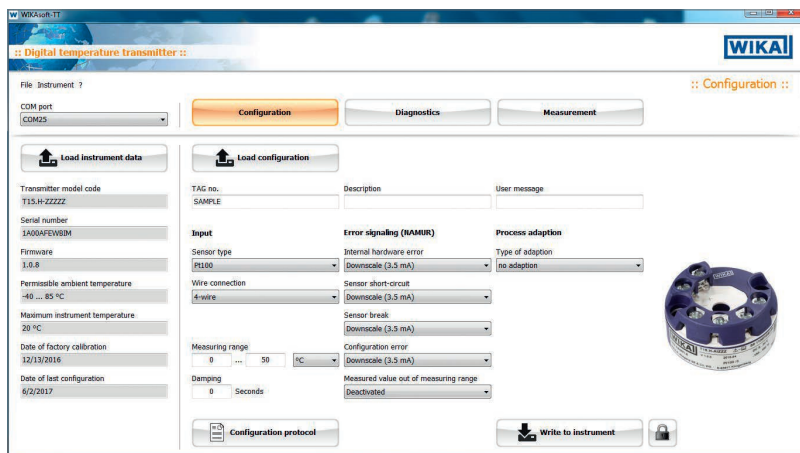 WIKAsoft-TT
:: Digital temperature transmitter ::
WIKA
File Instrument ?
:: Configuration ::
COM port
COM25
Configuration
Diagnostics
Measurement
Load instrument data
Load configuration
Transmitter model code
T15.H-ZZZZZ
Serial number
1A00AFEW8IM
Firmware
1.0.8
Permissible ambient temperature
-40 ... 85 ºC
Maximum instrument temperature
20 ºC
Date of factory calibration
12/13/2016
Date of last configuration
6/2/2017
TAG no.
SAMPLE
Description
User message
Input
Sensor type
Pt100
Wire connection
4-wire
Measuring range
0 ... 50 ºC
Damping
0 Seconds
Error signaling (NAMUR)
Internal hardware error
Downscale (3.5 mA)
Sensor short-circuit
Downscale (3.5 mA)
Sensor break
Downscale (3.5 mA)
Configuration error
Downscale (3.5 mA)
Measured value out of measuring range
Deactivated
Process adaption
Type of adaption
no adaption
WIKA
WIKAI
Configuration protocol
Write to instrument